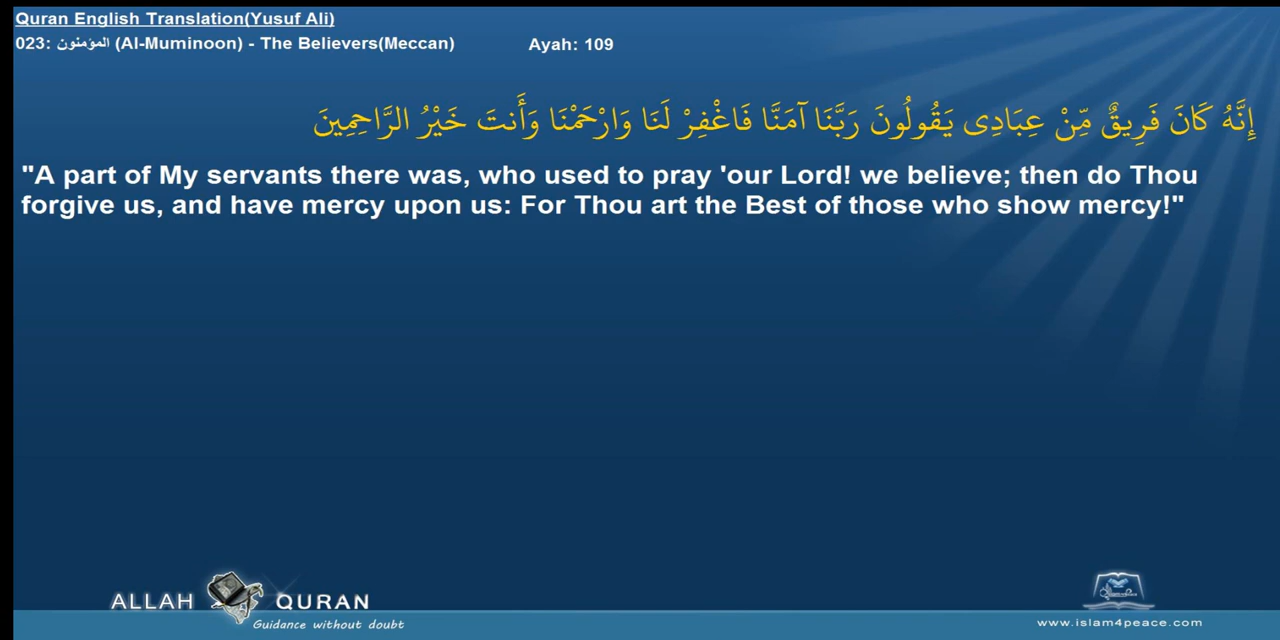 Quran English Translation(Yusuf Ali)
023: المؤمنون (Al-Muminoon) - The Believers(Meccan) Ayah: 109
إِنَّهُ كَانَ فَرِيقٌ مِّنْ عِبَادِى يَقُولُونَ رَبَّنَا آمَنَّا فَاغْفِرْ لَنَا وَارْحَمْنَا وَأَنتَ خَيْرُ الرَّاحِمِينَ
"A part of My servants there was, who used to pray 'our Lord! we believe; then do Thou
forgive us, and have mercy upon us: For Thou art the Best of those who show mercy!"
ALLAH QURAN
Guidance without doubt
www.islam4peace.com